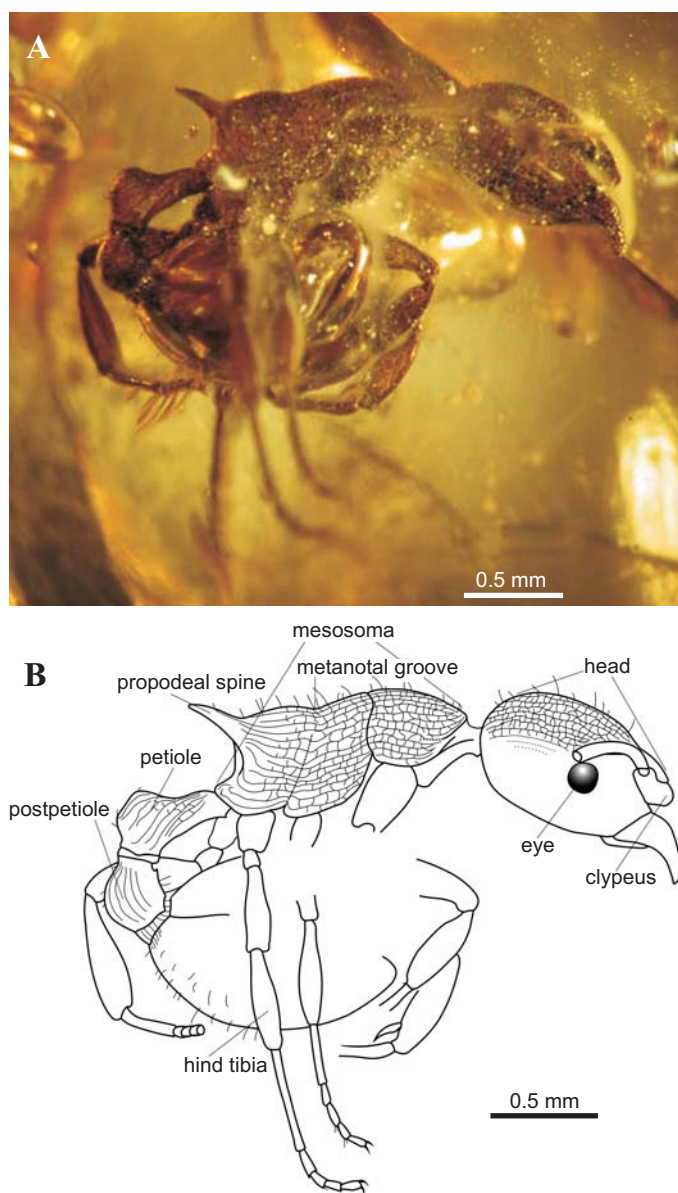 A
0.5 mm
mesosoma
B
metanotal groove
head
propodeal spine
petiole
postpetiole
eye
clypeus
hind tibia
0.5 mm